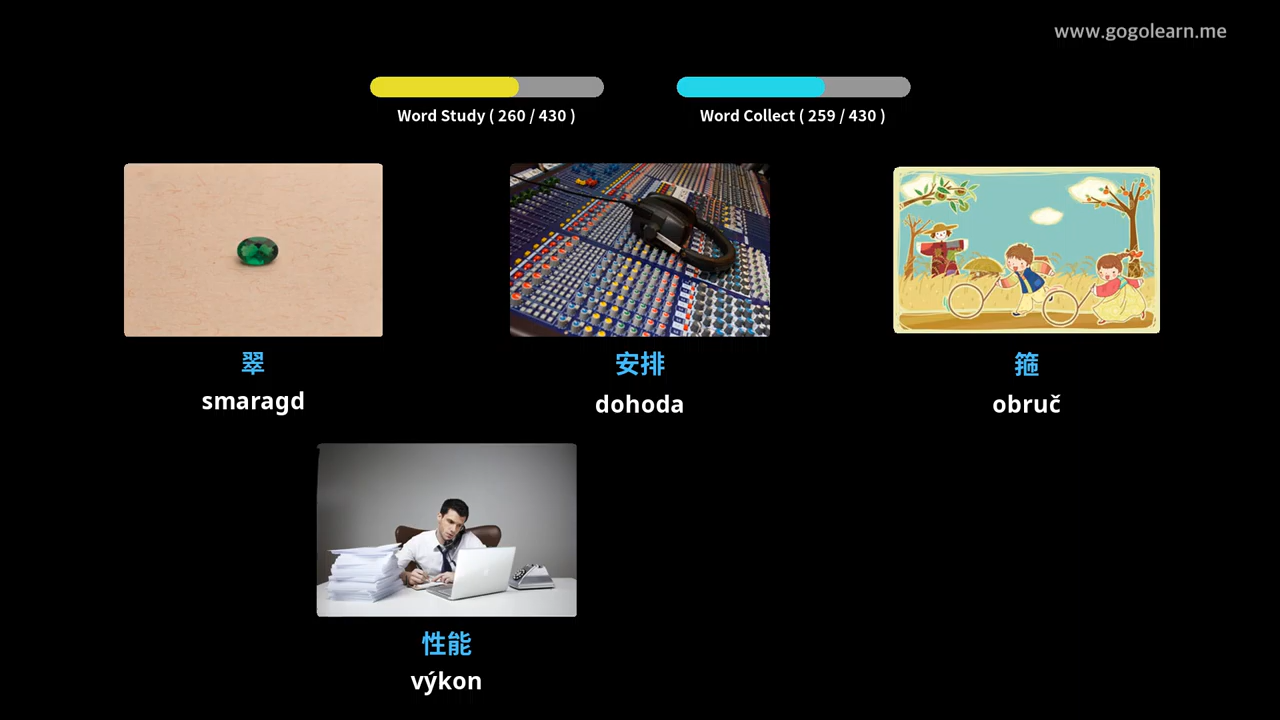 www.gogolearn.me
Word Study ( 260 / 430 )
Word Collect ( 259 / 430 )
翠
smaragd
安排
dohoda
箍
obruč
性能
výkon